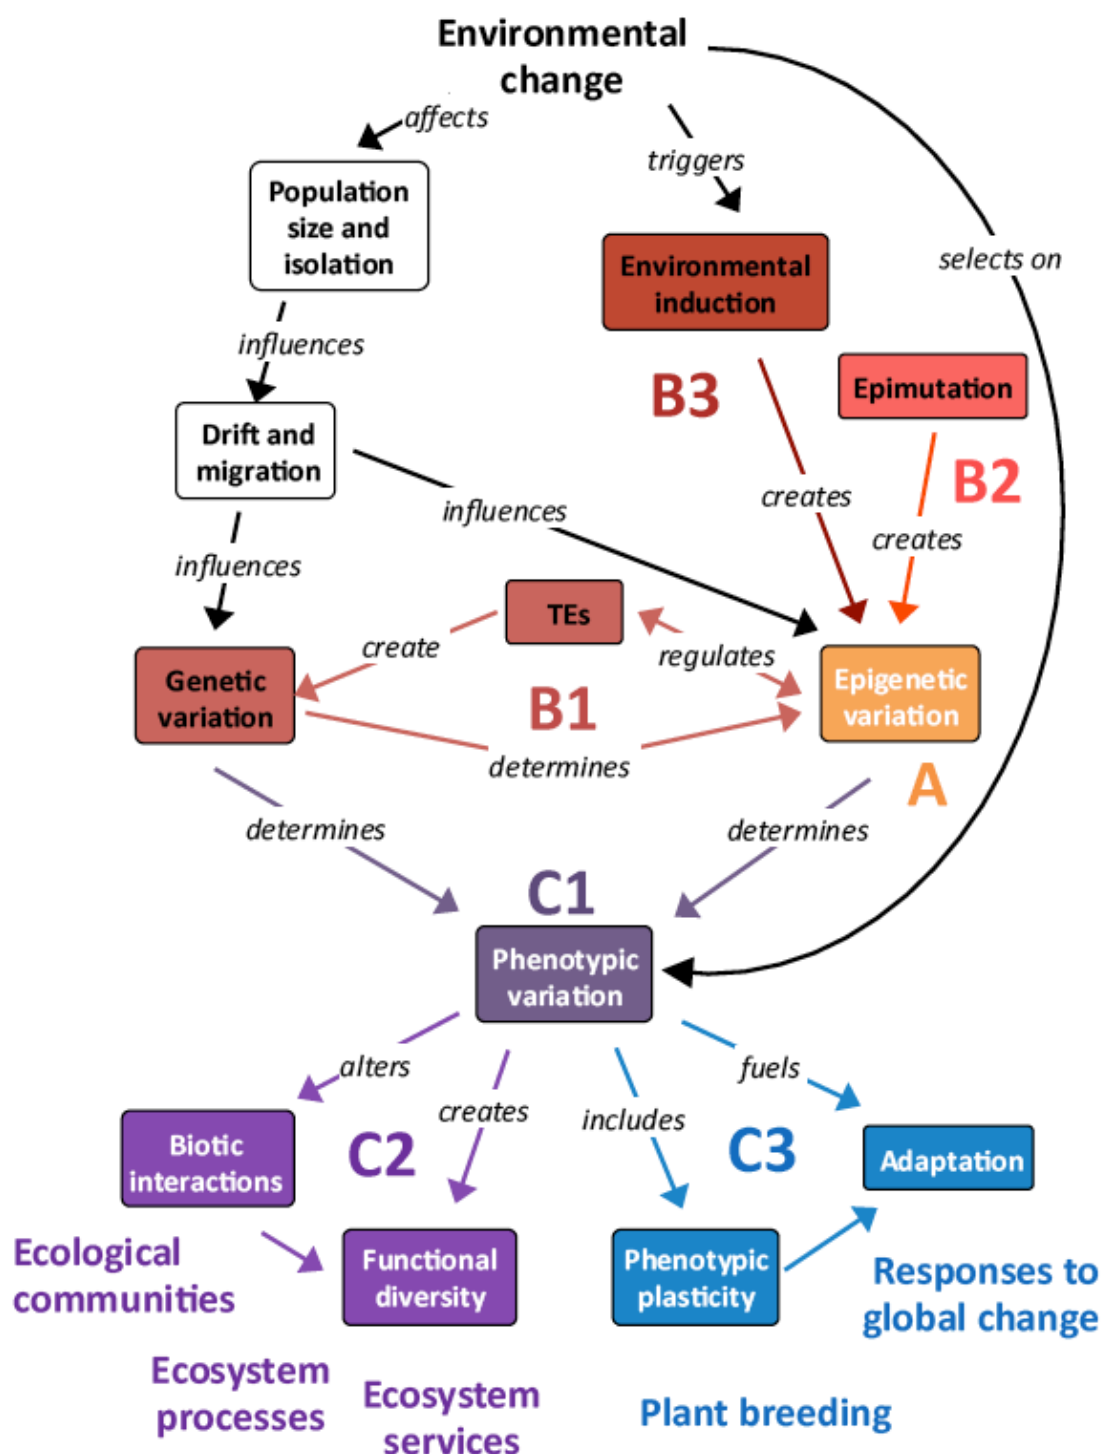 Environmental
change
affects
triggers
Population
size and
isolation
Environmental
induction
selects on
influences
B3
Epimutation
Drift and
migration
B2
influences
creates
creates
influences
TEs
create
regulates
Genetic
variation
B1
Epigenetic
variation
determines
A
determines
determines
C1
Phenotypic
variation
alters
creates
includes
fuels
Biotic
interactions
C2
C3
Adaptation
Ecological
communities
Functional
diversity
Phenotypic
plasticity
Responses to
global change
Ecosystem
processes
Ecosystem
services
Plant breeding